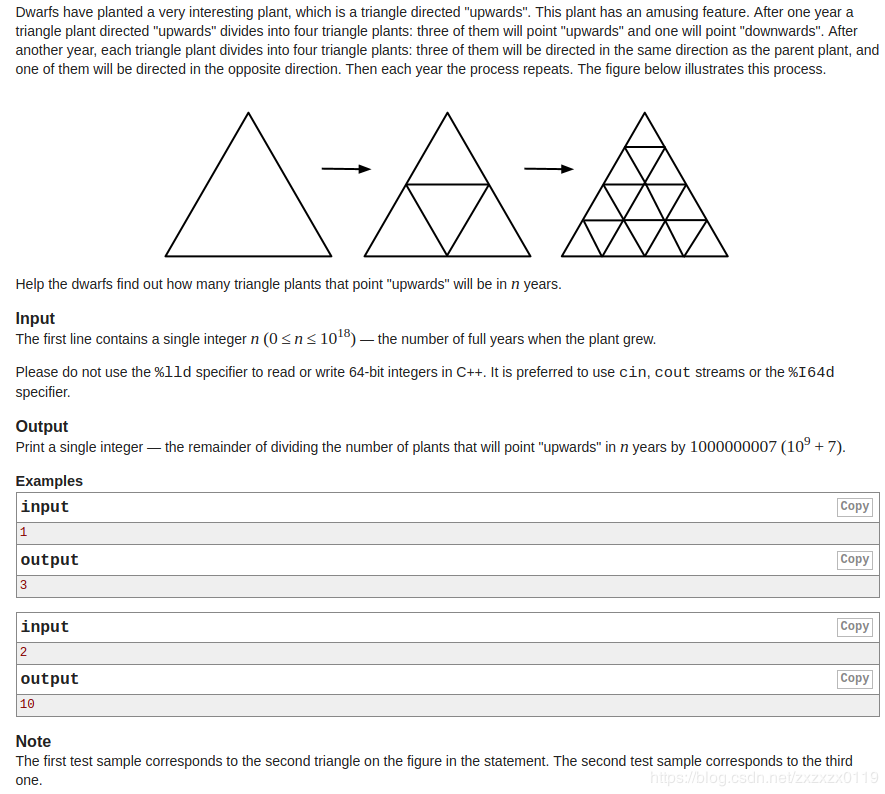 Dwarfs have planted a very interesting plant, which is a triangle directed "upwards". This plant has an amusing feature. After one year a
triangle plant directed "upwards" divides into four triangle plants: three of them will point "upwards" and one will point "downwards". After
another year, each triangle plant divides into four triangle plants: three of them will be directed in the same direction as the parent plant, and
one of them will be directed in the opposite direction. Then each year the process repeats. The figure below illustrates this process.
Help the dwarfs find out how many triangle plants that point "upwards" will be in n years.
Input
The first line contains a single integer n (0 ≤ n ≤ 10^18) — the number of full years when the plant grew.
Please do not use the %lld specifier to read or write 64-bit integers in C++. It is preferred to use cin, cout streams or the %I64d
specifier.
Output
Print a single integer — the remainder of dividing the number of plants that will point "upwards" in n years by 1000000007 (10^9 + 7).
Examples
input Copy
1
output Copy
3
input Copy
2
output Copy
10
Note
The first test sample corresponds to the second triangle on the figure in the statement. The second test sample corresponds to the third
one.
https://blog.csdn.net/zxzxzx0119